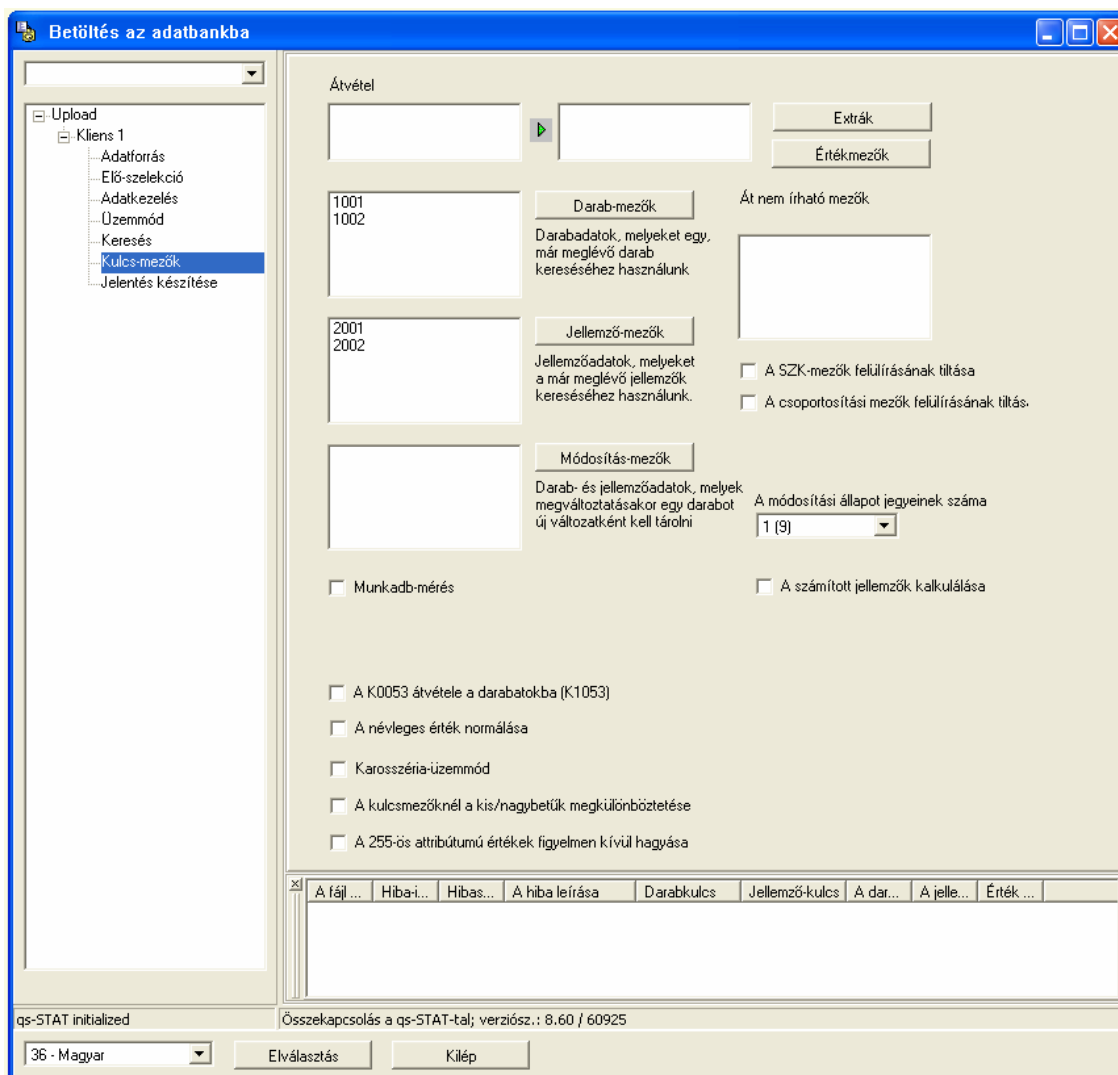 Betöltés az adatbankba
Upload
Kliens 1
Adatforrás
Elő-szelekció
Adatkezelés
Üzemmód
Keresés
Kulcs-mezők
Jelentés készítése
Átvétel
Extrák
Értékmezők
1001
1002
Darab-mezők
Darabadatok, melyeket egy,
már meglévő darab
kereséséhez használunk
Át nem írható mezők
2001
2002
Jellemző-mezők
Jellemzőadatok, melyeket
a már meglévő jellemzők
kereséséhez használunk.
A SZK-mezők felülírásának tiltása
A csoportosítási mezők felülírásának tiltás
Módosítás-mezők
Darab- és jellemzőadatok, melyek
megváltoztatásakor egy darabot
új változatként kell tárolni
A módosítási állapot jegyeinek száma
1 (9)
Munkadb-mérés
A számított jellemzők kalkulálása
A K0053 átvétele a darabatokba (K1053)
A névleges érték normálása
Karosszéria-üzemmód
A kulcsmezőknél a kis/nagybetűk megkülönböztetése
A 255-ös attribútumú értékek figyelmen kívül hagyása
A fájl ... Hiba-i... Hibas... A hiba leírása Darabkulcs Jellemző-kulcs A dar... A jelle... Érték ...
qs-STAT initialized
Összekapcsolás a qs-STAT-tal; verziósz.: 8.60 / 60925
36 - Magyar
Elválasztás
Kilép